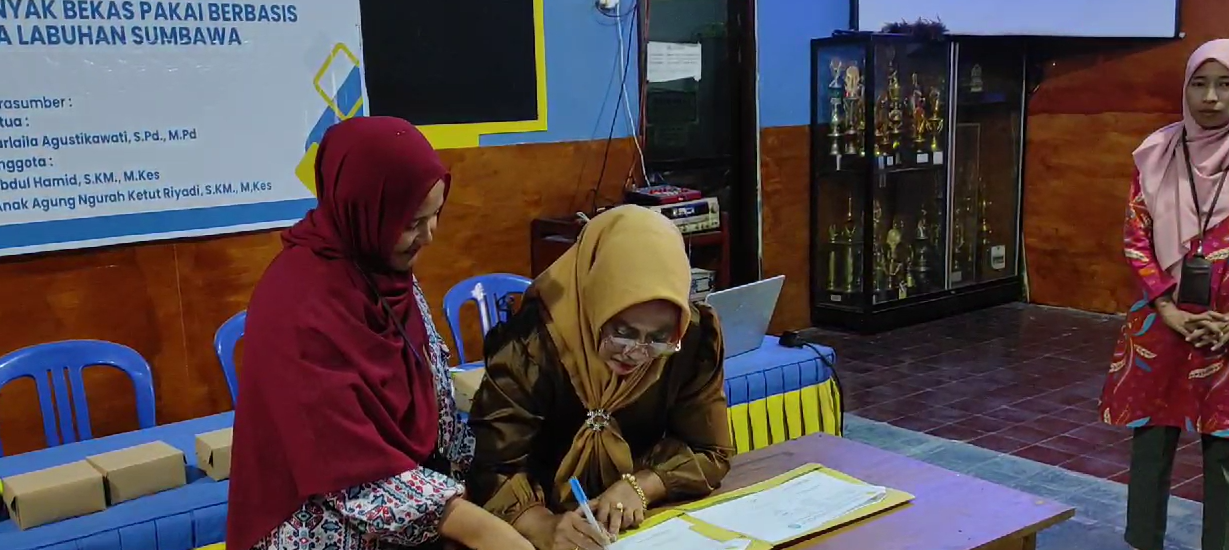 NYAK BEKAS PAKAI BERBASIS
A LABUHAN SUMBAWA
rasumber :
tua :
urlaila Agustikawati, S.Pd., M.Pd
nggota :
bdul Hamid, S.KM., M.Kes
Anak Agung Ngurah Ketut Riyadi, S.KM., M,Kes